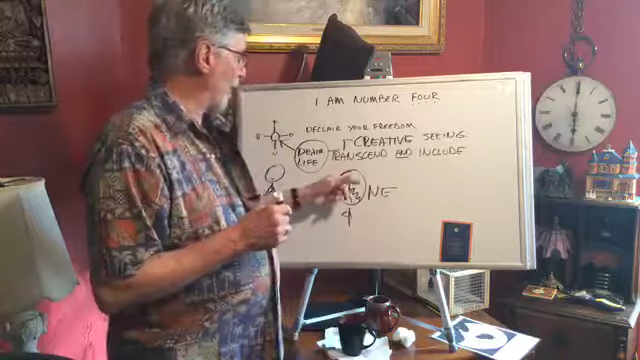 I AM NUMBER FOUR
DECLARE YOUR FREEDOM
CREATIVE SEEING
DEATH
LIFE
TRANSCEND AND INCLUDE
NE